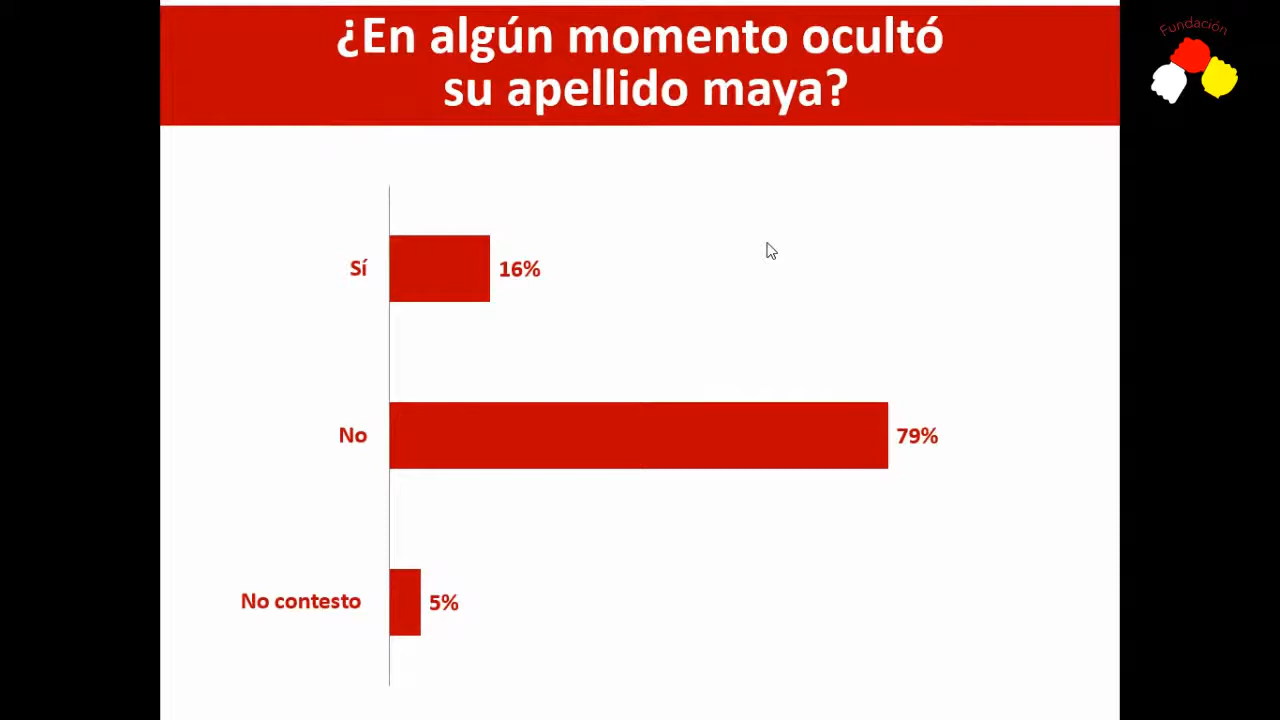 ¿En algún momento ocultó
su apellido maya?
Fundación
Sí 16%
No 79%
No contesto 5%